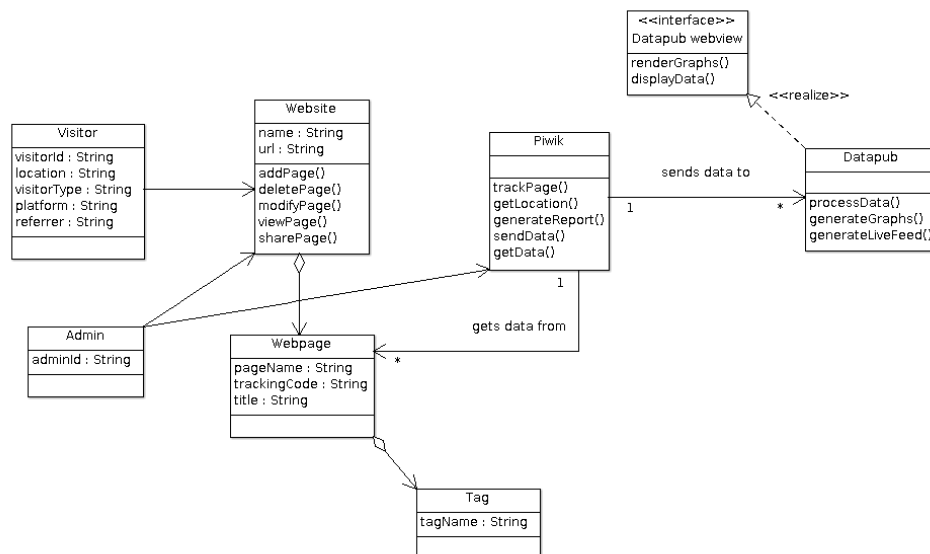 <<interface>>
Datapub webview
renderGraphs()
displayData()
<<realize>>
Website
name : String
url : String
addPage()
deletePage()
modifyPage()
viewPage()
sharePage()
Visitor
visitorId : String
location : String
visitorType : String
platform : String
referrer : String
Piwik
trackPage()
getLocation()
generateReport()
sendData()
getData()
sends data to
1
*
Datapub
processData()
generateGraphs()
generateLiveFeed()
1
gets data from
*
Admin
adminId : String
Webpage
pageName : String
trackingCode : String
title : String
Tag
tagName : String